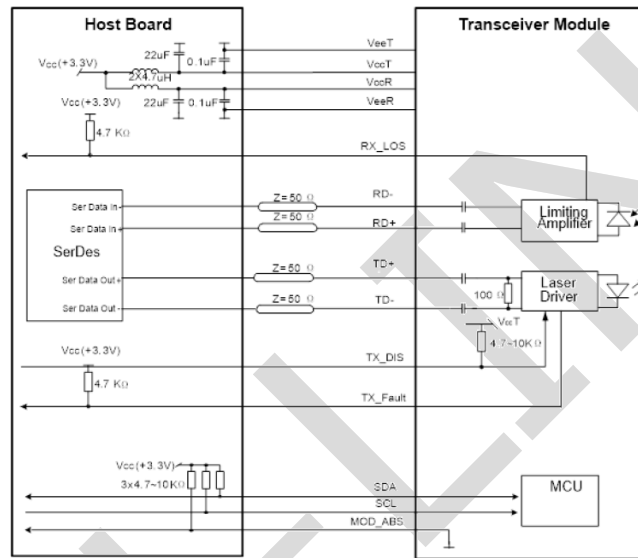 Host Board
Transceiver Module
VeeT
22uF
0.1uF
Vcc(+3.3V)
VccT
2X4.7uH
VccR
Vcc(+3.3V)
22uF
0.1uF
VeeR
4.7 KΩ
RX_LOS
Z=50 Ω
RD-
Ser Data In-
Limiting
Amplifier
Z=50 Ω
RD+
Ser Data In+
SerDes
Z=50 Ω
TD+
Ser Data Out+
Laser
Driver
100 Ω
Z=50 Ω
TD-
Ser Data Out-
VccT
4.7~10KΩ
Vcc(+3.3V)
TX_DIS
4.7 KΩ
TX_Fault
Vcc(+3.3V)
3x4.7~10KΩ
SDA
MCU
SCL
MOD_ABS